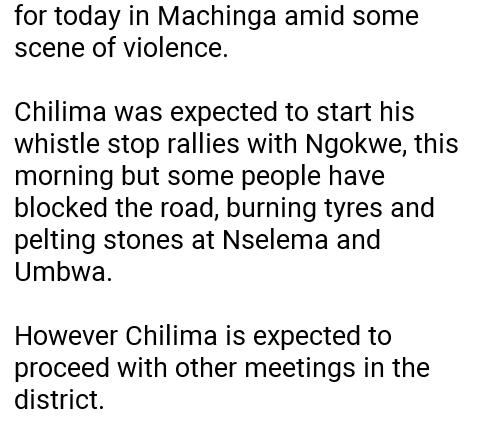 for today in Machinga amid some
scene of violence.
Chilima was expected to start his
whistle stop rallies with Ngokwe, this
morning but some people have
blocked the road, burning tyres and
pelting stones at Nselema and
Umbwa.
However Chilima is expected to
proceed with other meetings in the
district.